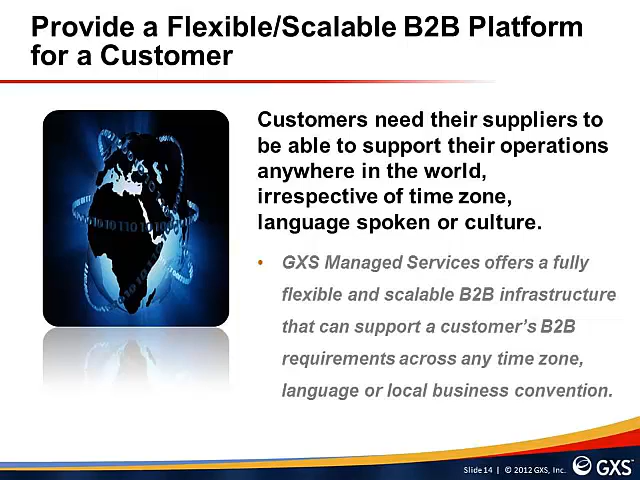 Provide a Flexible/Scalable B2B Platform
for a Customer
Customers need their suppliers to
be able to support their operations
anywhere in the world,
irrespective of time zone,
language spoken or culture.
• GXS Managed Services offers a fully
flexible and scalable B2B infrastructure
that can support a customer’s B2B
requirements across any time zone,
language or local business convention.
Slide 14 | © 2012 GXS, Inc. GXS™